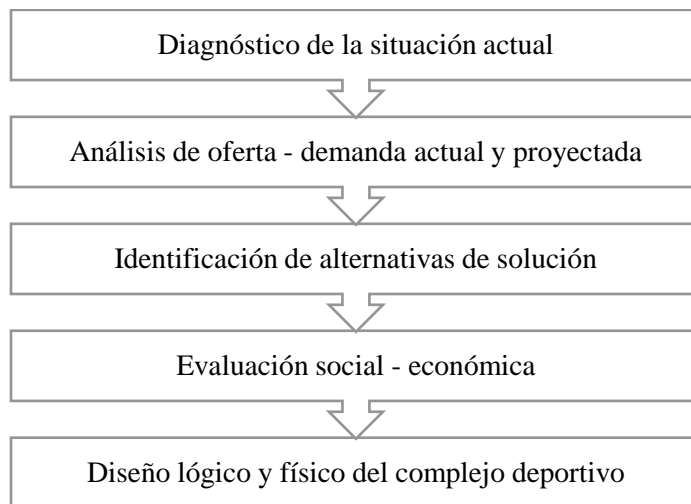 Diagnóstico de la situación actual
Análisis de oferta - demanda actual y proyectada
Identificación de alternativas de solución
Evaluación social - económica
Diseño lógico y físico del complejo deportivo